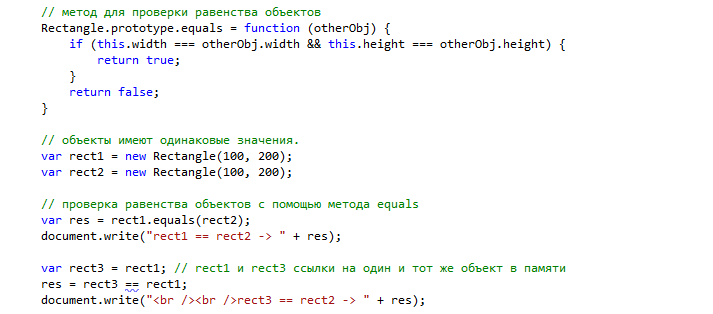 // метод для проверки равенства объектов
Rectangle.prototype.equals = function (otherObj) {
if (this.width === otherObj.width && this.height === otherObj.height) {
return true;
}
return false;
}
// объекты имеют одинаковые значения.
var rect1 = new Rectangle(100, 200);
var rect2 = new Rectangle(100, 200);
// проверка равенства объектов с помощью метода equals
var res = rect1.equals(rect2);
document.write("rect1 == rect2 -> " + res);
var rect3 = rect1; // rect1 и rect3 ссылки на один и тот же объект в памяти
res = rect3 == rect1;
document.write("<br /><br />rect3 == rect2 -> " + res);